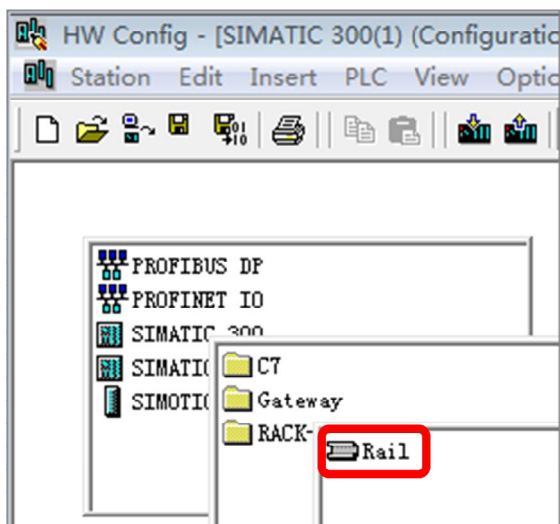 HW Config - [SIMATIC 300(1) (Configuratic
Station Edit Insert PLC View Optic
PROFIBUS DP
PROFINET IO
SIMATIC 300
SIMATIC
SIMOTIC
C7
Gateway
RACK-
Rail